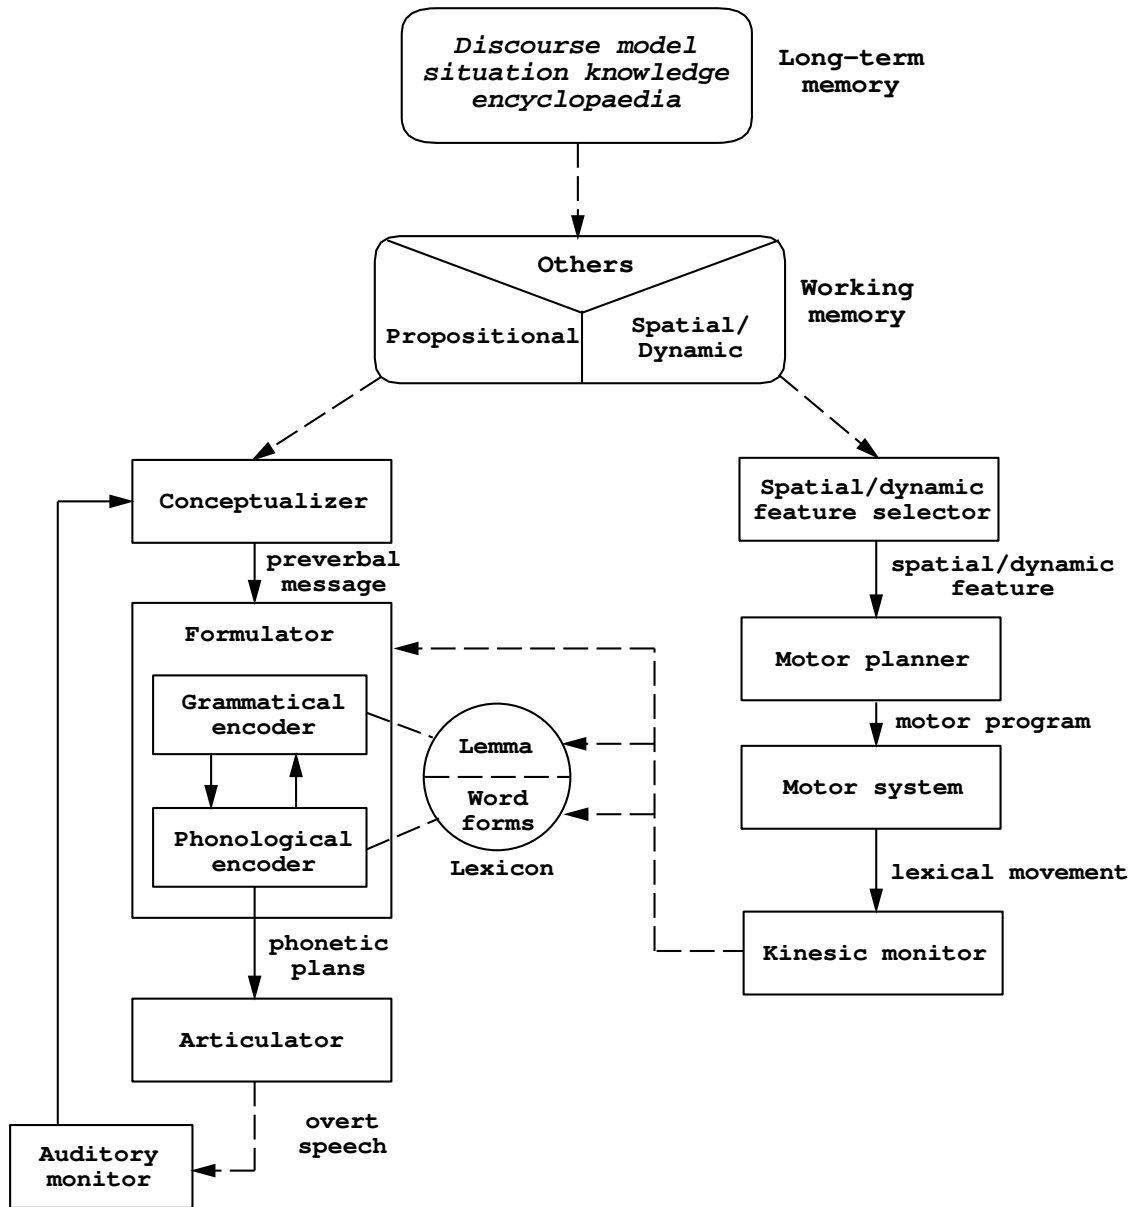 Discourse model
situation knowledge
encyclopaedia
Long-term
memory
Others
Propositional
Spatial/
Dynamic
Working
memory
Conceptualizer
preverbal
message
Formulator
Grammatical
encoder
Phonological
encoder
Lemma
Word
forms
Lexicon
phonetic
plans
Articulator
overt
speech
Auditory
monitor
Spatial/dynamic
feature selector
spatial/dynamic
feature
Motor planner
motor program
Motor system
lexical movement
Kinesic monitor